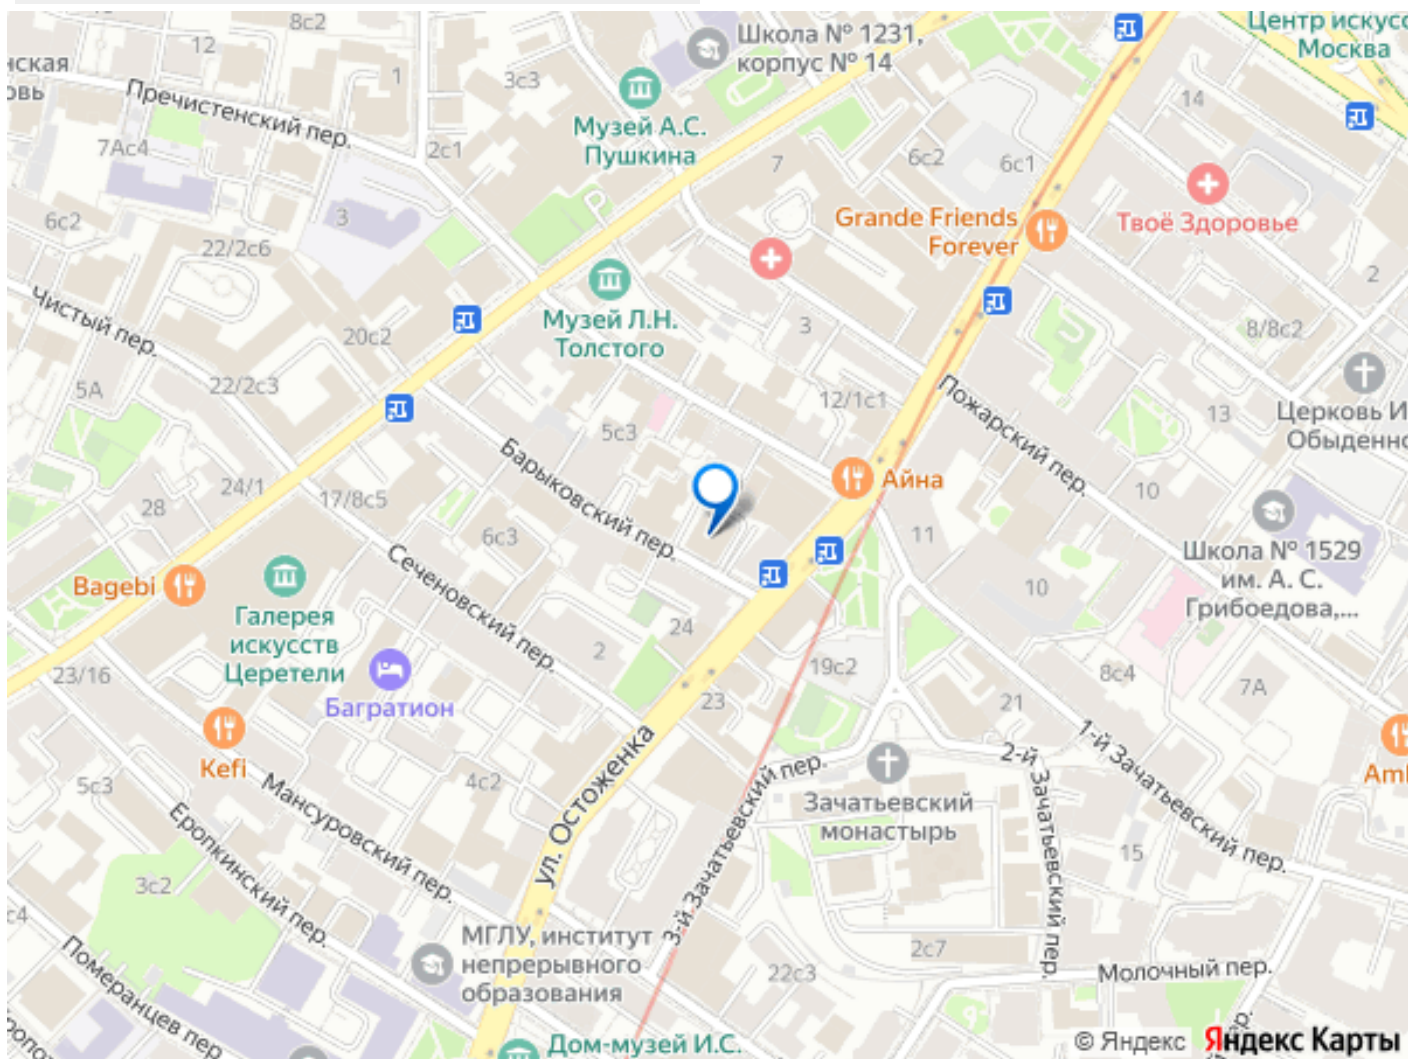 8с2
Центр искусс
Москва
Школа № 1231,
корпус № 14
12
нская
овь
1
3с3
14
Пречистенский пер.
Музей А.С.
Пушкина
7Ас4
2с1
7
6с2
6с1
Твоё Здоровье
Grande Friends
Forever
6с2
3
22/2с6
2
Чистый пер.
Музей Л.Н.
Толстого
3
8/8с2
20с2
5А
22/2с3
12/1с1
Пожарский пер.
13
Церковь И
Обыденно
5с3
Барыковский пер.
Айна
24/1
17/8с5
28
10
6с3
11
Школа № 1529
им. А. С.
Грибоедова,...
Сеченовский пер.
Bagebi
Галерея
искусств
Церетели
10
24
2
19с2
23/16
Багратион
23
8с4
7А
21
Kefi
ул. Остоженка
1-й Зачатьевский пер.
2-й Зачатьевский пер.
3-й Зачатьевский пер.
5с3
4с2
Мансуровский пер.
Зачатьевский
монастырь
Amb
Еропкинский пер.
15
3с2
с4
МГЛУ, институт
непрерывного
образования
2с7
22с3
Молочный пер.
Померанцев пер.
Дом-музей И.С.
© Яндекс Яндекс Карты